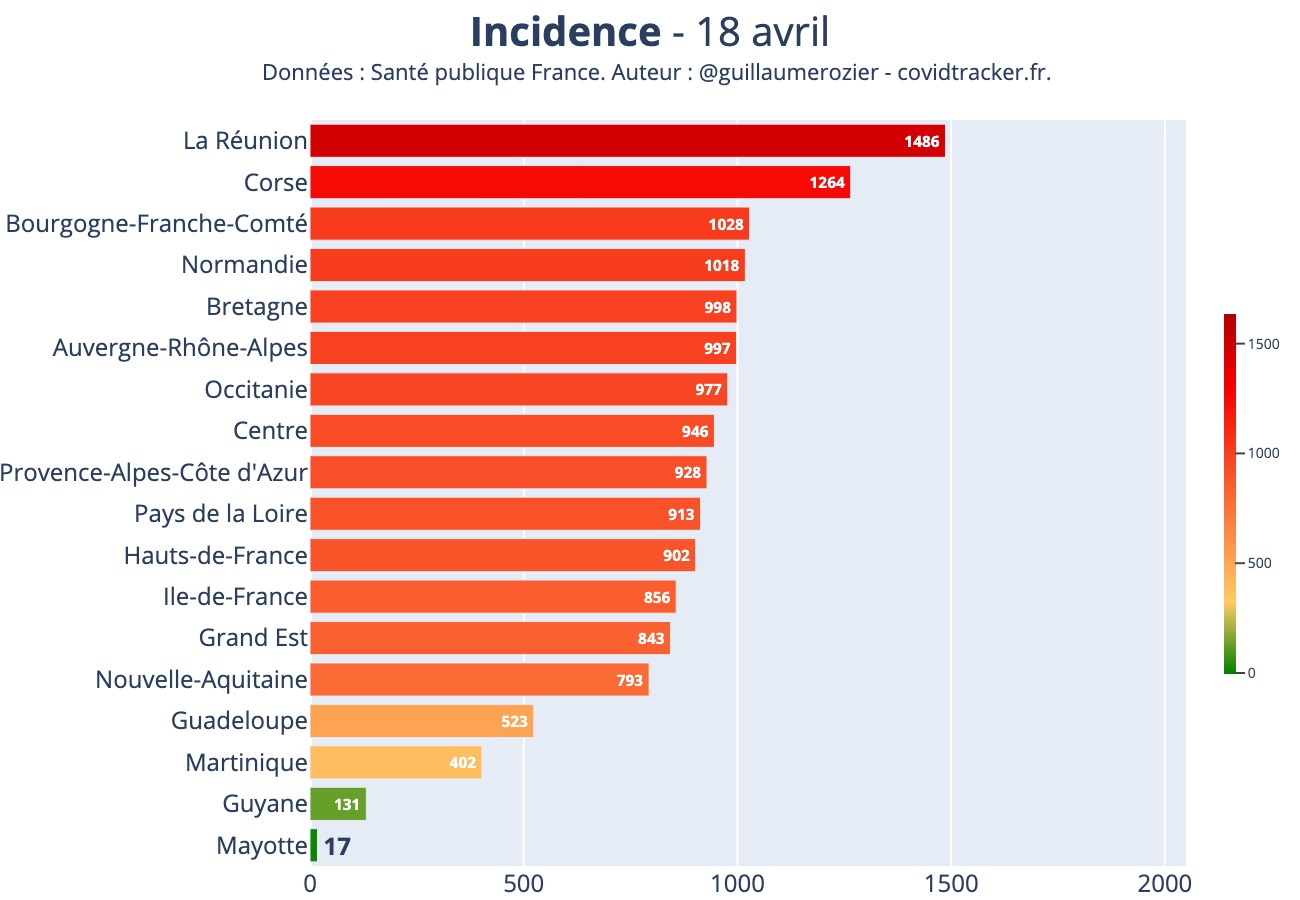 Incidence - 18 avril
Données : Santé publique France. Auteur : @guillaumerozier - covidtracker.fr.
La Réunion 1486
Corse 1264
Bourgogne-Franche-Comté 1028
Normandie 1018
Bretagne 998
Auvergne-Rhône-Alpes 997
Occitanie 977
Centre 946
Provence-Alpes-Côte d'Azur 928
Pays de la Loire 913
Hauts-de-France 902
Ile-de-France 856
Grand Est 843
Nouvelle-Aquitaine 793
Guadeloupe 523
Martinique 402
Guyane 131
Mayotte 17
0 500 1000 1500 2000
1500
1000
500
0